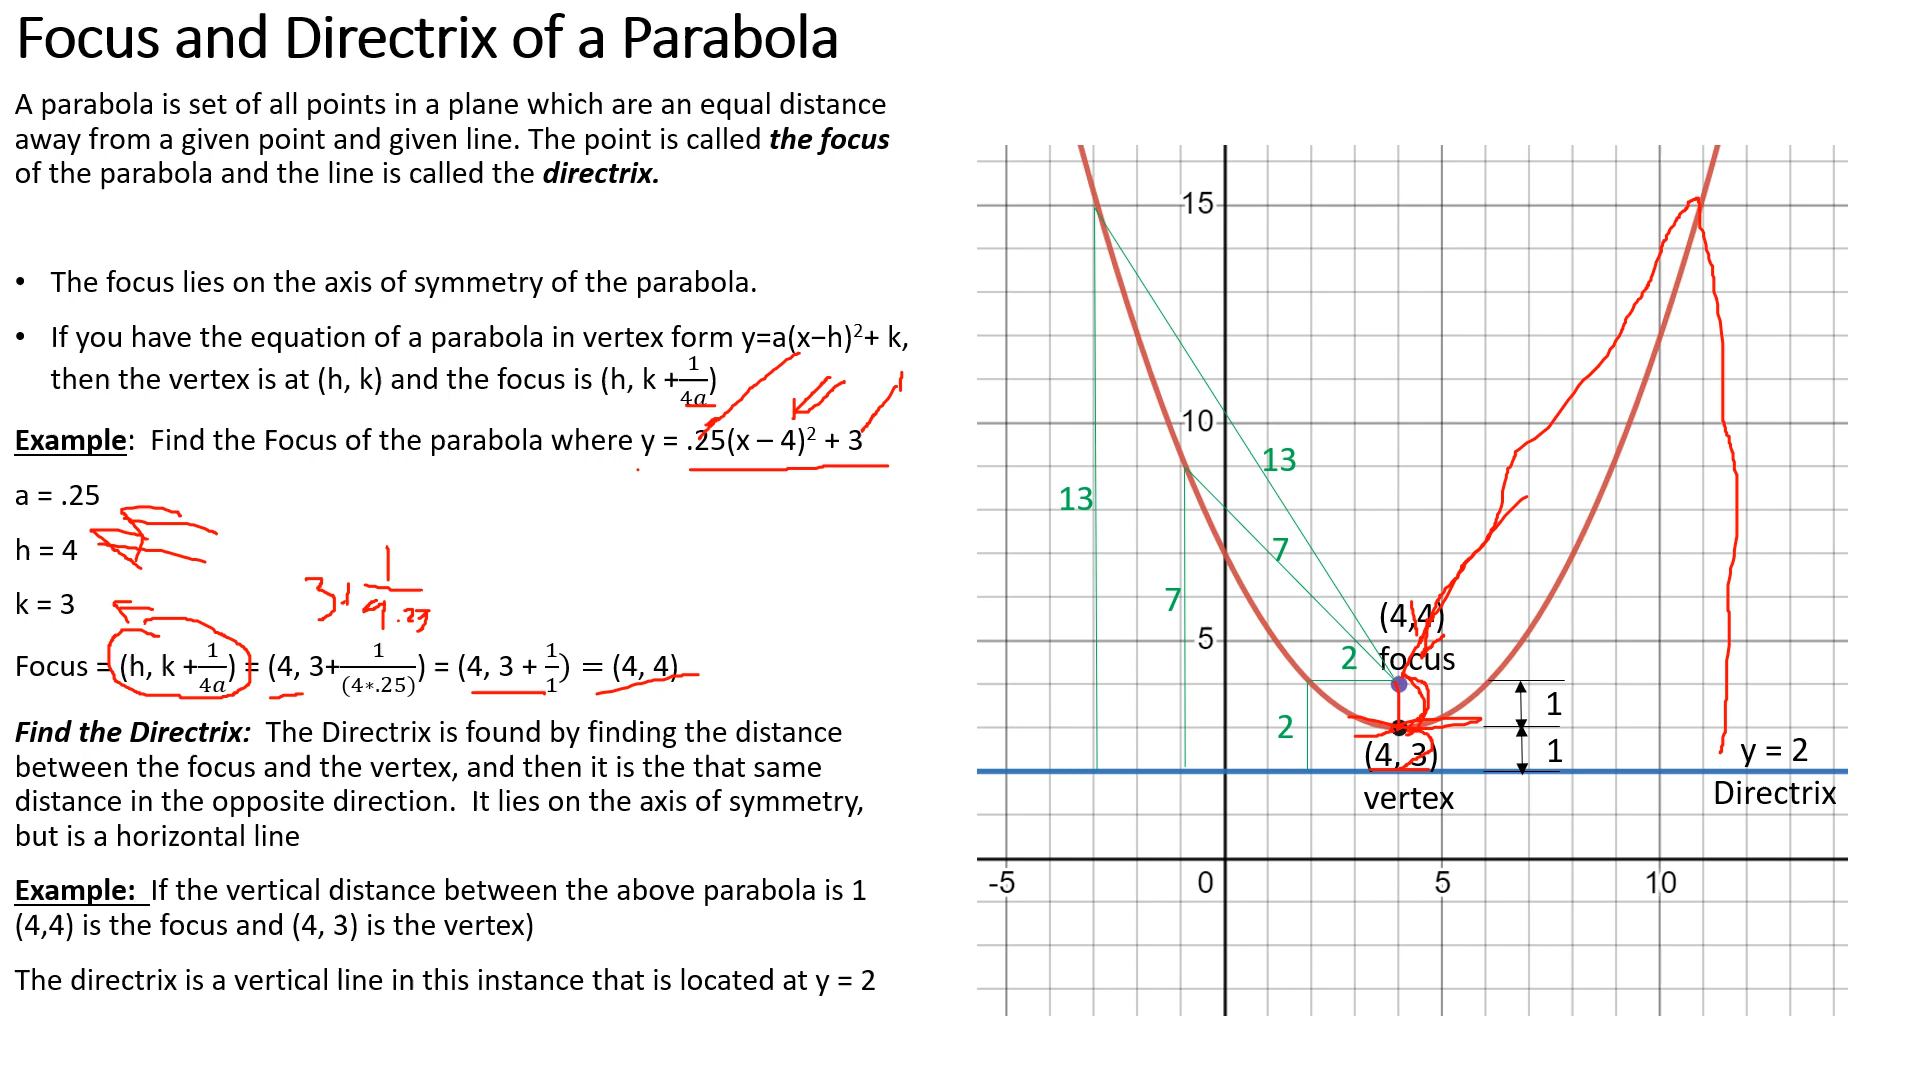 Focus and Directrix of a Parabola
A parabola is set of all points in a plane which are an equal distance
away from a given point and given line. The point is called the focus
of the parabola and the line is called the directrix.
• The focus lies on the axis of symmetry of the parabola.
• If you have the equation of a parabola in vertex form y=a(x−h)²+ k,
then the vertex is at (h, k) and the focus is (h, k +1/4a)
Example: Find the Focus of the parabola where y = .25(x – 4)² + 3
a = .25
h = 4
k = 3
3+ 1/4.25
Focus = (h, k +1/4a) = (4, 3+1/(4∗.25)) = (4, 3 + 1/1) = (4, 4)
Find the Directrix: The Directrix is found by finding the distance
between the focus and the vertex, and then it is the that same
distance in the opposite direction. It lies on the axis of symmetry,
but is a horizontal line
Example: If the vertical distance between the above parabola is 1
(4,4) is the focus and (4, 3) is the vertex)
The directrix is a vertical line in this instance that is located at y = 2
15
10
13
13
7
7
5
(4,4)
2
focus
2
1
1
(4, 3)
y = 2
vertex
Directrix
-5
0
5
10